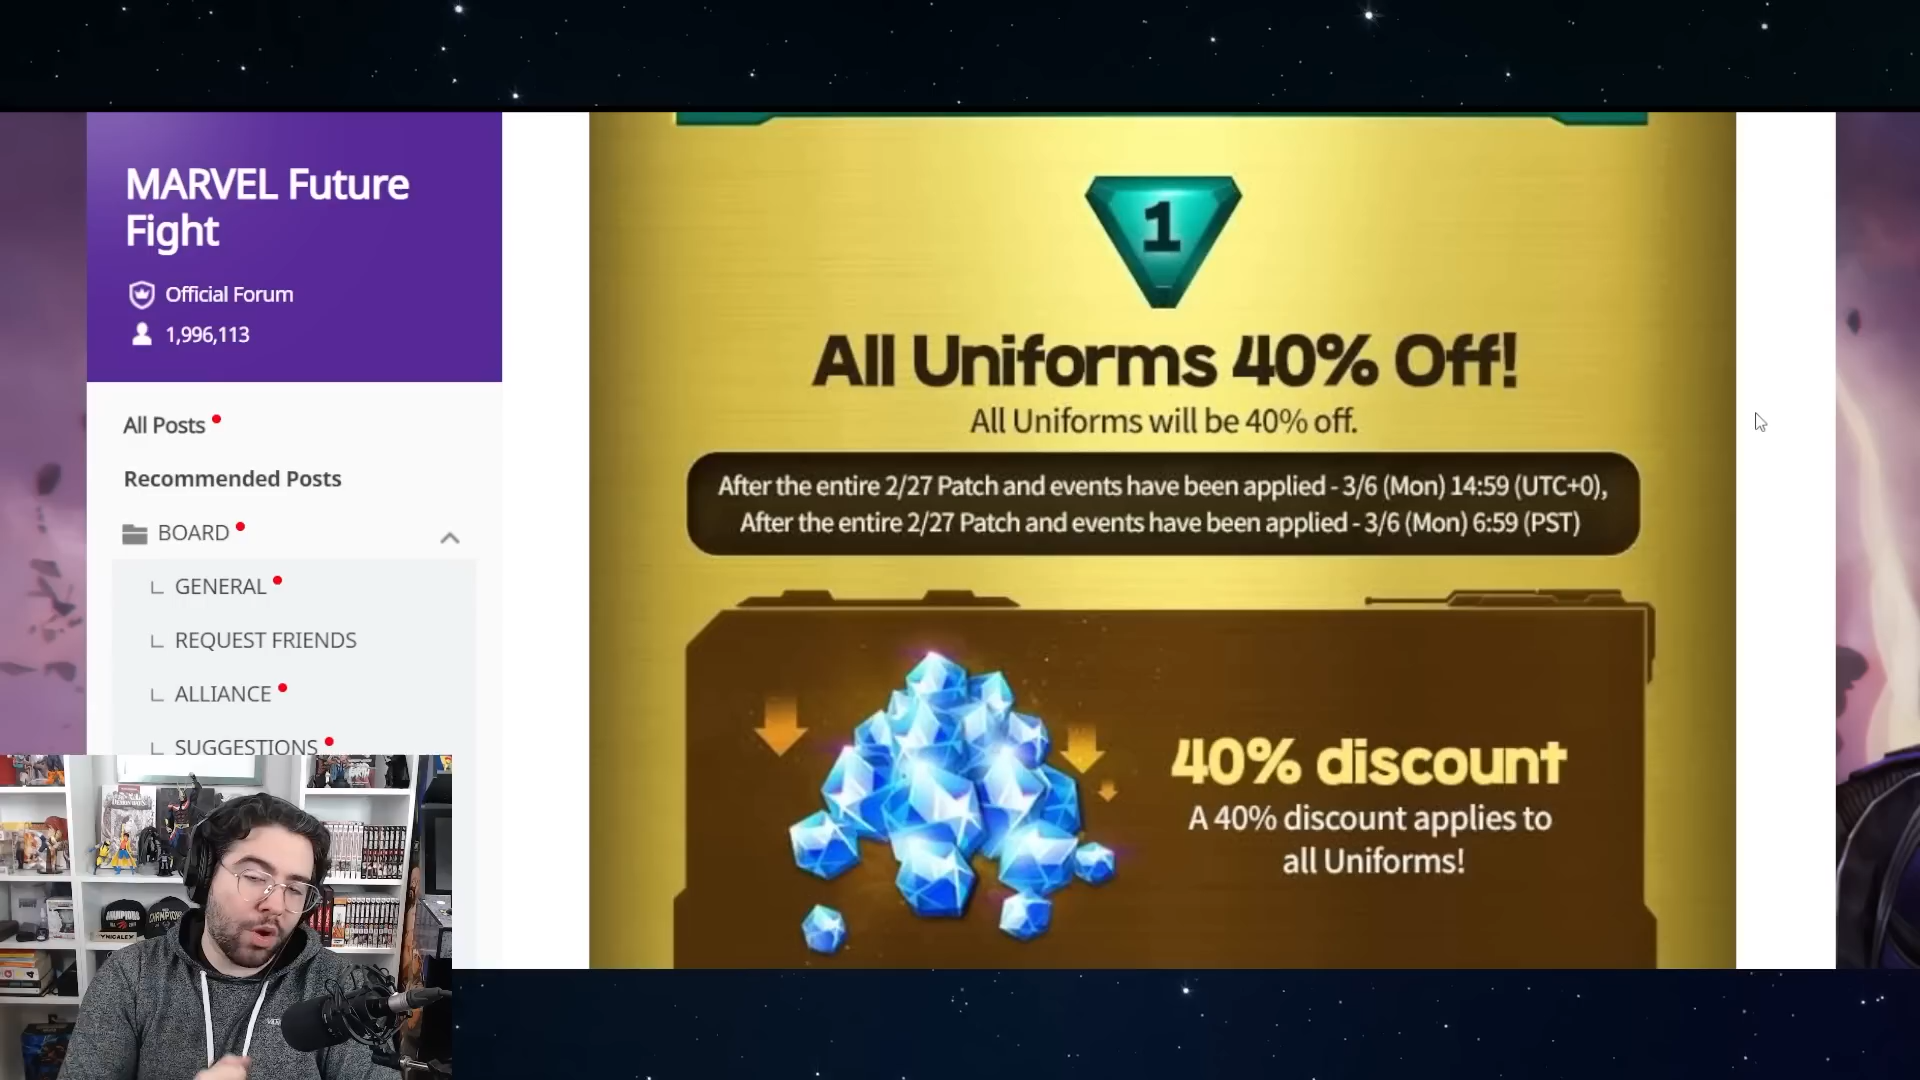 MARVEL Future
Fight
Official Forum
1,996,113
All Posts
Recommended Posts
BOARD
GENERAL
REQUEST FRIENDS
ALLIANCE
SUGGESTIONS
1
All Uniforms 40% Off!
All Uniforms will be 40% off.
After the entire 2/27 Patch and events have been applied - 3/6 (Mon) 14:59 (UTC+0),
After the entire 2/27 Patch and events have been applied - 3/6 (Mon) 6:59 (PST)
40% discount
A 40% discount applies to
all Uniforms!